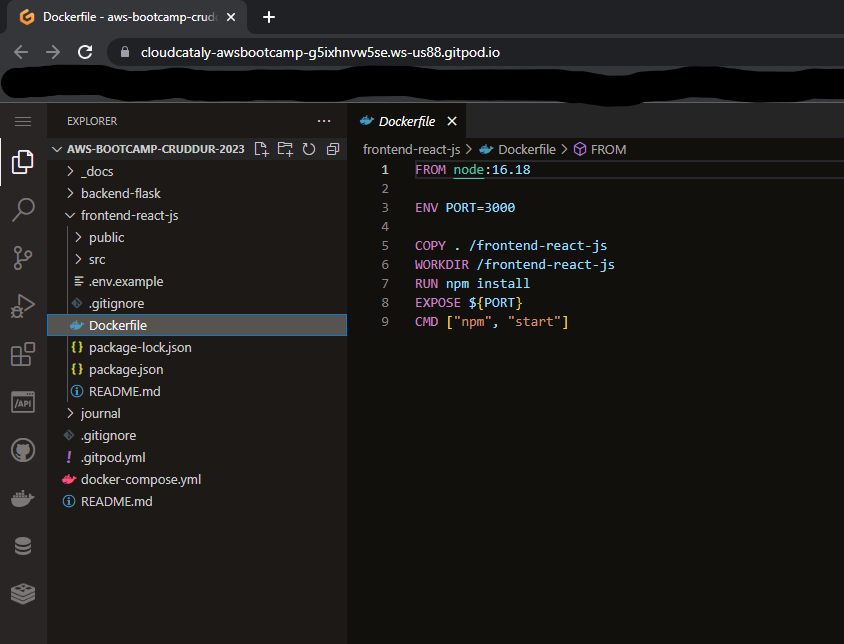 Dockerfile - aws-bootcamp-crudd
cloudcataly-awsbootcamp-g5ixhnvw5se.ws-us88.gitpod.io
EXPLORER
AWS-BOOTCAMP-CRUDDUR-2023
_docs
backend-flask
frontend-react-js
public
src
.env.example
.gitignore
Dockerfile
package-lock.json
package.json
README.md
journal
.gitignore
.gitpod.yml
docker-compose.yml
README.md
/API
Dockerfile
frontend-react-js > Dockerfile > FROM
1 FROM node:16.18
2
3 ENV PORT=3000
4
5 COPY . /frontend-react-js
6 WORKDIR /frontend-react-js
7 RUN npm install
8 EXPOSE ${PORT}
9 CMD ["npm", "start"]